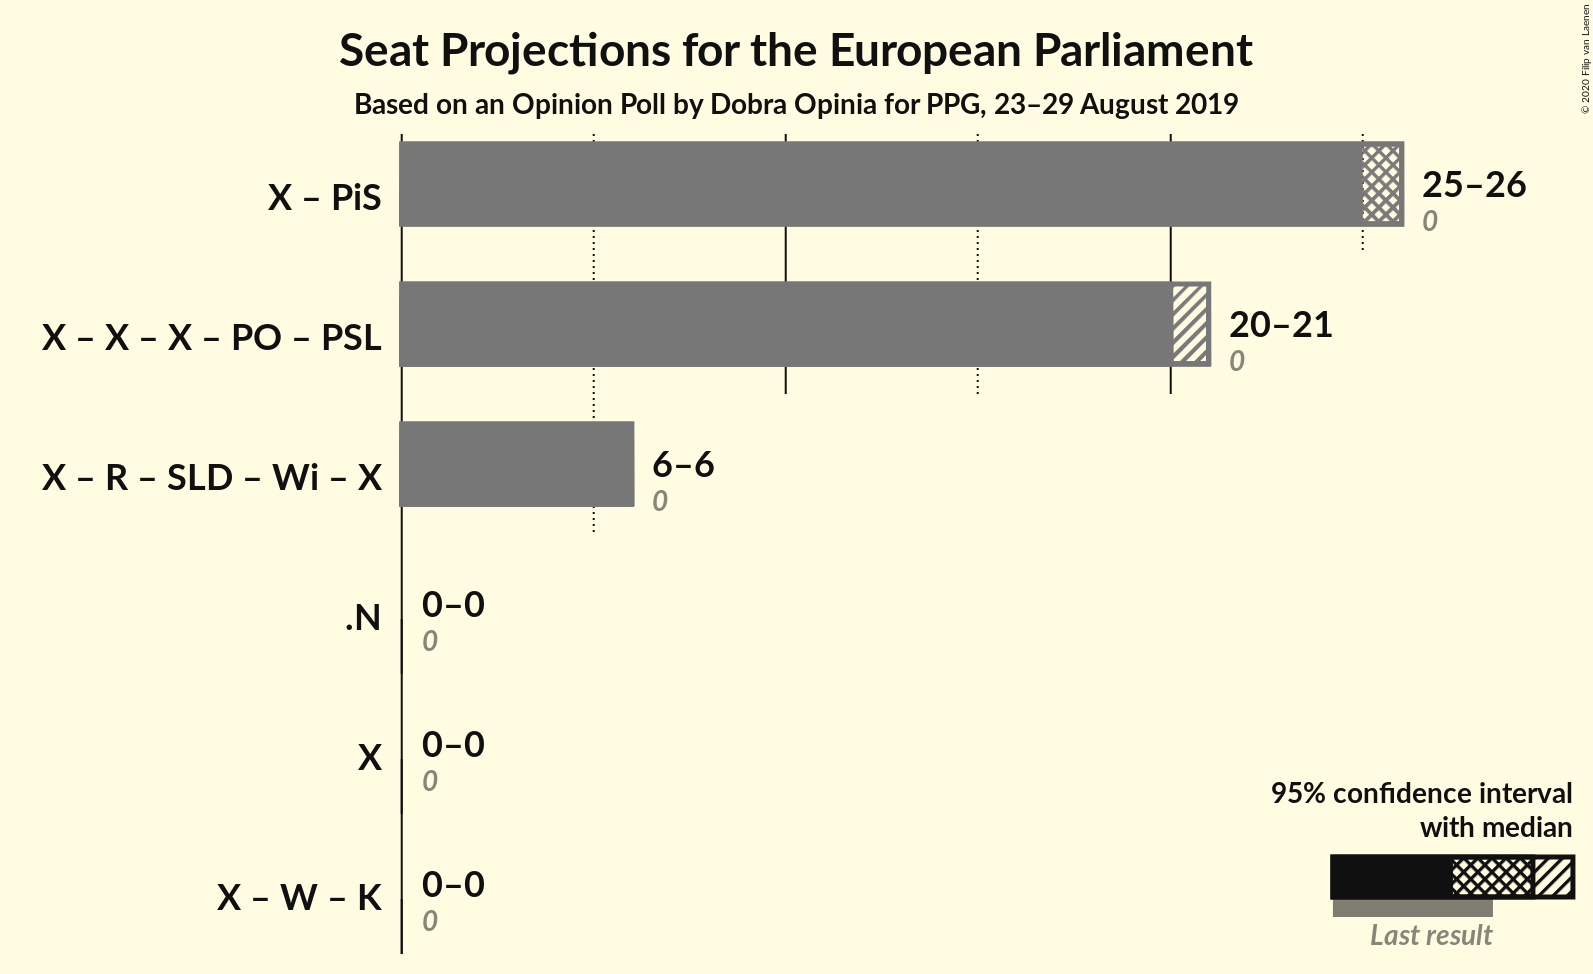 Seat Projections for the European Parliament
Based on an Opinion Poll by Dobra Opinia for PPG, 23–29 August 2019
© 2020 Filip van Laenen
X – PiS
25–26
0
X – X – X – PO – PSL
20–21
0
X – R – SLD – Wi – X
6–6
0
.N
0–0
0
X
0–0
0
X – W – K
0–0
0
95% confidence interval
with median
Last result